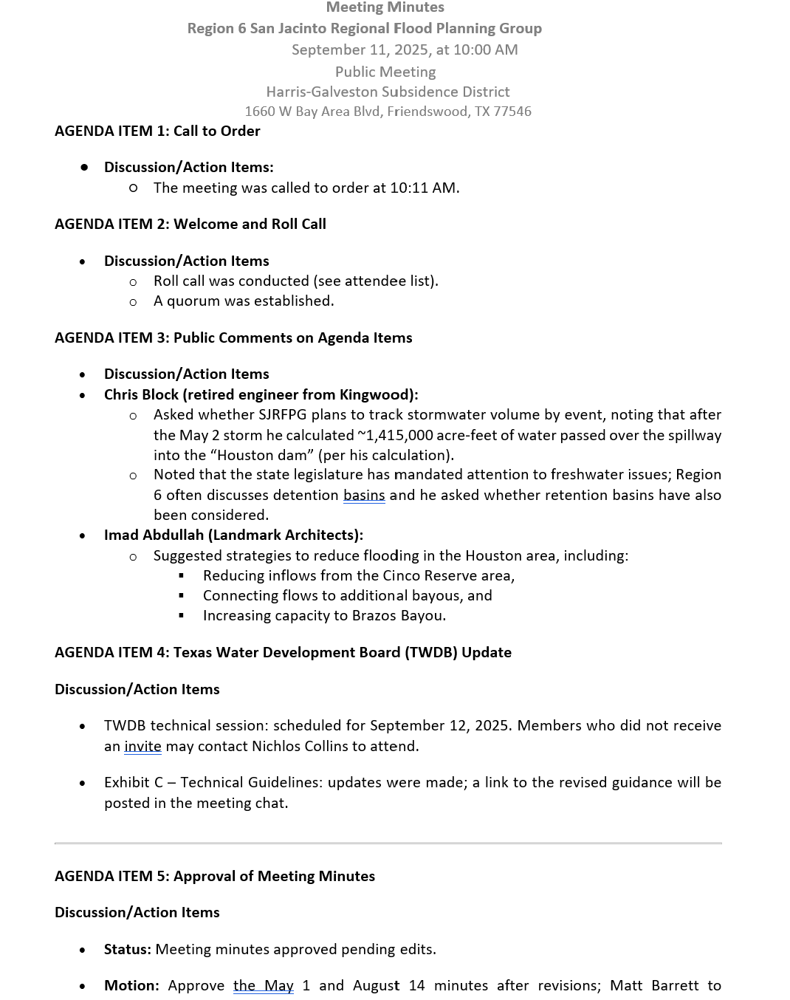 Meeting Minutes
Region 6 San Jacinto Regional Flood Planning Group
September 11, 2025, at 10:00 AM
Public Meeting
Harris-Galveston Subsidence District
1660 W Bay Area Blvd, Friendswood, TX 77546
AGENDA ITEM 1: Call to Order
● Discussion/Action Items:
○ The meeting was called to order at 10:11 AM.
AGENDA ITEM 2: Welcome and Roll Call
• Discussion/Action Items
○ Roll call was conducted (see attendee list).
○ A quorum was established.
AGENDA ITEM 3: Public Comments on Agenda Items
• Discussion/Action Items
• Chris Block (retired engineer from Kingwood):
○ Asked whether SJRFPG plans to track stormwater volume by event, noting that after
the May 2 storm he calculated ~1,415,000 acre-feet of water passed over the spillway
into the “Houston dam” (per his calculation).
○ Noted that the state legislature has mandated attention to freshwater issues; Region
6 often discusses detention basins and he asked whether retention basins have also
been considered.
• Imad Abdullah (Landmark Architects):
○ Suggested strategies to reduce flooding in the Houston area, including:
▪ Reducing inflows from the Cinco Reserve area,
▪ Connecting flows to additional bayous, and
▪ Increasing capacity to Brazos Bayou.
AGENDA ITEM 4: Texas Water Development Board (TWDB) Update
Discussion/Action Items
• TWDB technical session: scheduled for September 12, 2025. Members who did not receive
an invite may contact Nichlos Collins to attend.
• Exhibit C – Technical Guidelines: updates were made; a link to the revised guidance will be
posted in the meeting chat.
AGENDA ITEM 5: Approval of Meeting Minutes
Discussion/Action Items
• Status: Meeting minutes approved pending edits.
• Motion: Approve the May 1 and August 14 minutes after revisions; Matt Barrett to